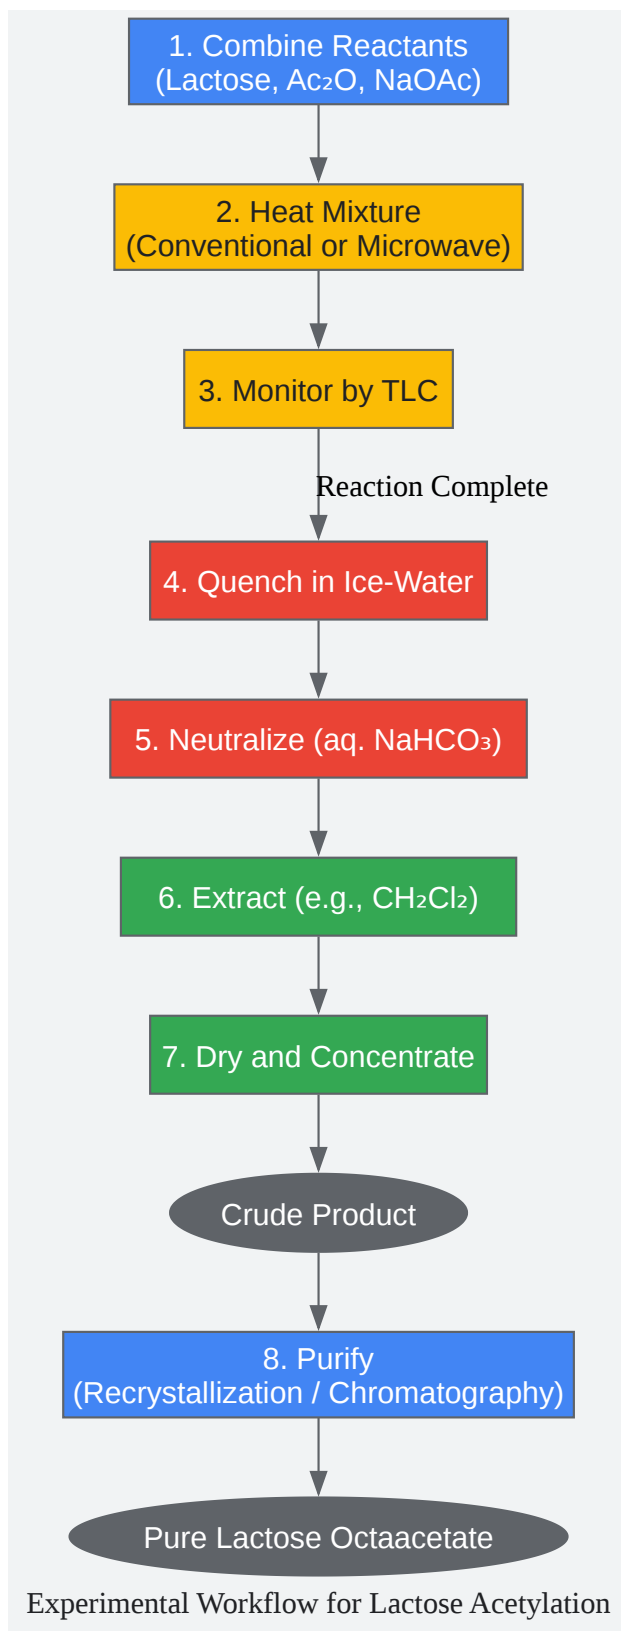 1. Combine Reactants
(Lactose, Ac₂O, NaOAc)
2. Heat Mixture
(Conventional or Microwave)
3. Monitor by TLC
Reaction Complete
4. Quench in Ice-Water
5. Neutralize (aq. NaHCO₃)
6. Extract (e.g., CH₂Cl₂)
7. Dry and Concentrate
Crude Product
8. Purify
(Recrystallization / Chromatography)
Pure Lactose Octaacetate
Experimental Workflow for Lactose Acetylation